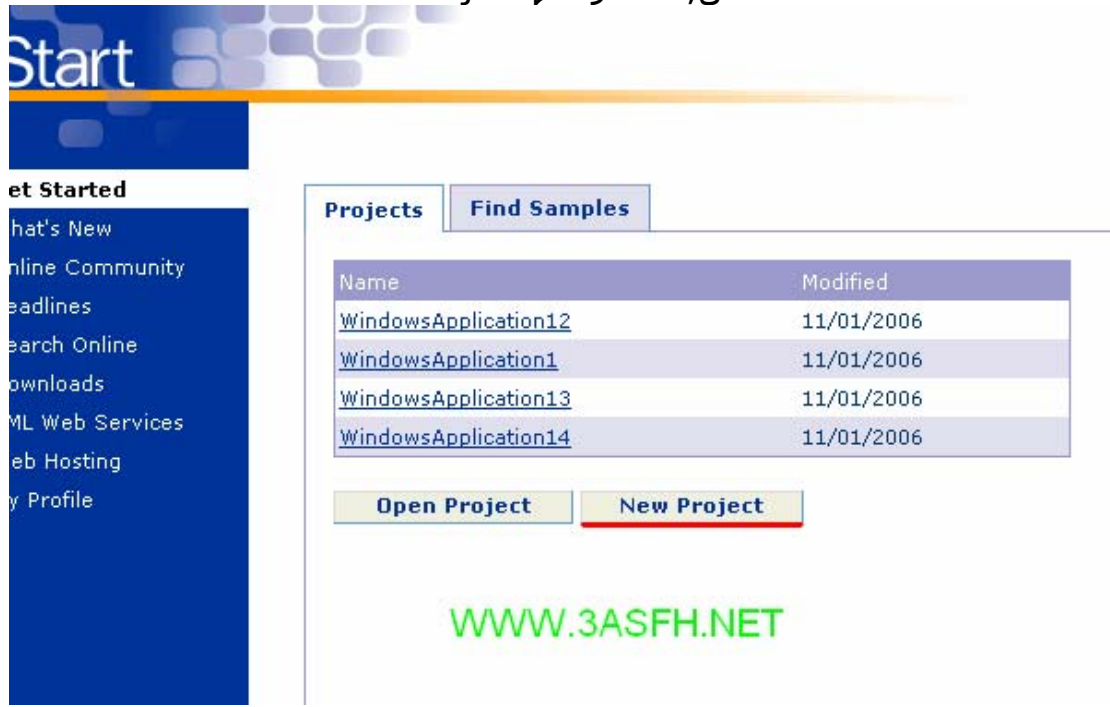 Start
et Started
hat's New
nline Community
eadlines
earch Online
ownloads
ML Web Services
eb Hosting
y Profile
Projects
Find Samples
Name Modified
WindowsApplication12 11/01/2006
WindowsApplication1 11/01/2006
WindowsApplication13 11/01/2006
WindowsApplication14 11/01/2006
Open Project
New Project
WWW.3ASFH.NET